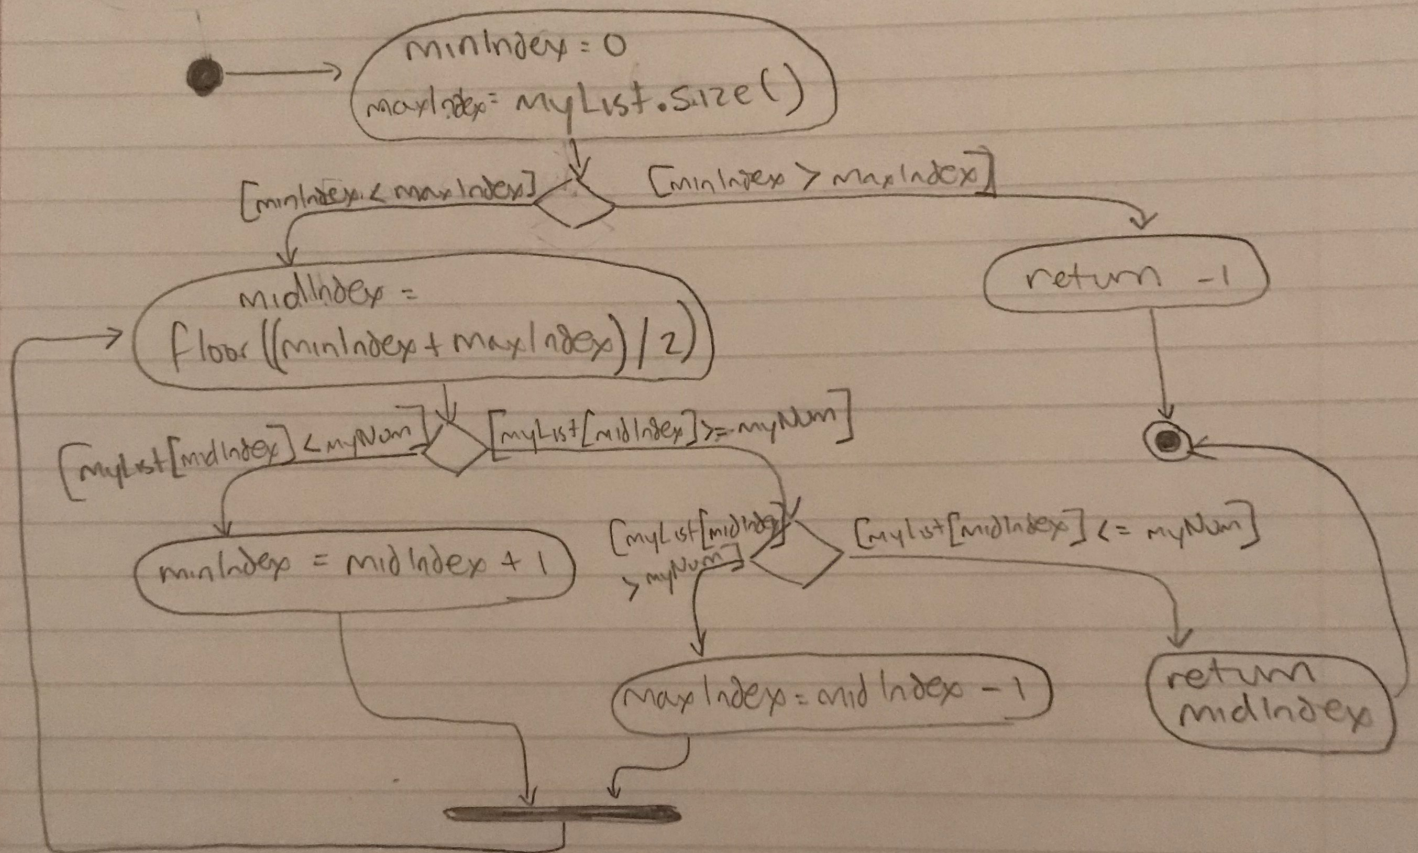 minIndex = 0
maxIndex = myList.size()
[minIndex < maxIndex]
[minIndex > maxIndex]
midIndex =
floor((minIndex + maxIndex) / 2)
return -1
[myList[midIndex] < myNum]
[myList[midIndex] >= myNum]
minIndex = midIndex + 1
[myList[midIndex]
> myNum]
[myList[midIndex] <= myNum]
maxIndex = midIndex - 1
return
midIndex